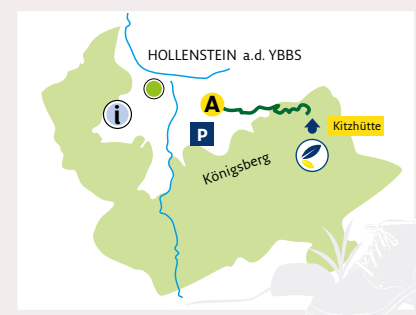 HOLLENSTEIN a.d. YBBS
A
i
P
Kitzhütte
Königsberg